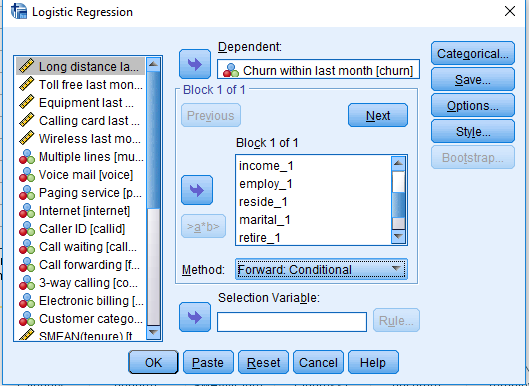 Logistic Regression
Dependent:
Churn within last month [churn]
Block 1 of 1
Previous
Next
Block 1 of 1
income_1
employ_1
reside_1
marital_1
retire_1
>a*b>
Method:
Forward: Conditional
Selection Variable:
Rule...
Long distance la...
Toll free last mon...
Equipment last ...
Calling card last ...
Wireless last mo...
Multiple lines [mu...
Voice mail [voice]
Paging service [p...
Internet [internet]
Caller ID [callid]
Call waiting [call...
Call forwarding [f...
3-way calling [co...
Electronic billing [...
Customer catego...
SMEAN(tenure) [t...
Categorical...
Save...
Options...
Style...
Bootstrap...
OK
Paste
Reset
Cancel
Help